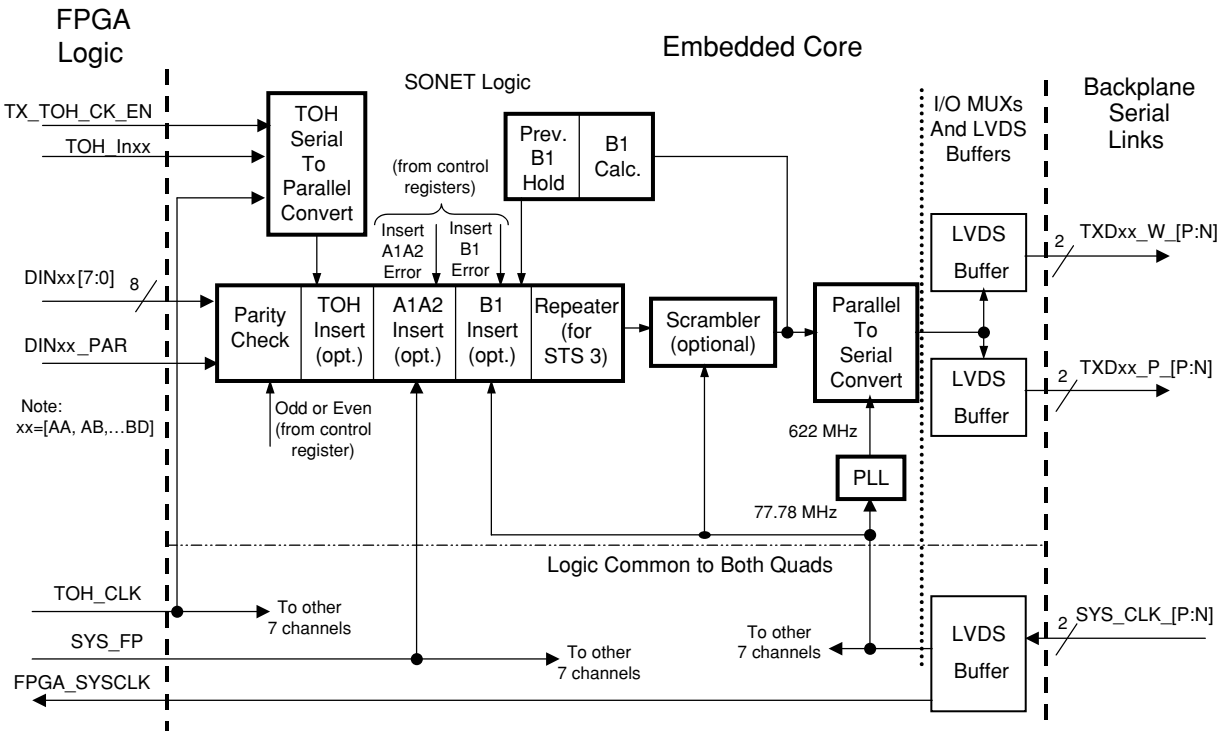 FPGA
Logic
Embedded Core
SONET Logic
I/O MUXs
And LVDS
Buffers
Backplane
Serial
Links
TX_TOH_CK_EN
TOH_Inxx
TOH
Serial
To
Parallel
Convert
(from control
registers)
Insert
A1A2
Error
Insert
B1
Error
Prev.
B1
Hold
B1
Calc.
LVDS
Buffer
2
TXDxx_W_[P:N]
DINxx[7:0]
8
DINxx_PAR
Parity
Check
TOH
Insert
(opt.)
A1A2
Insert
(opt.)
B1
Insert
(opt.)
Repeater
(for
STS 3)
Scrambler
(optional)
Parallel
To
Serial
Convert
LVDS
Buffer
2
TXDxx_P_[P:N]
Note:
xx=[AA, AB,...BD]
Odd or Even
(from control
register)
622 MHz
PLL
77.78 MHz
Logic Common to Both Quads
TOH_CLK
To other
7 channels
SYS_FP
To other
7 channels
To other
7 channels
LVDS
Buffer
2
SYS_CLK_[P:N]
FPGA_SYSCLK